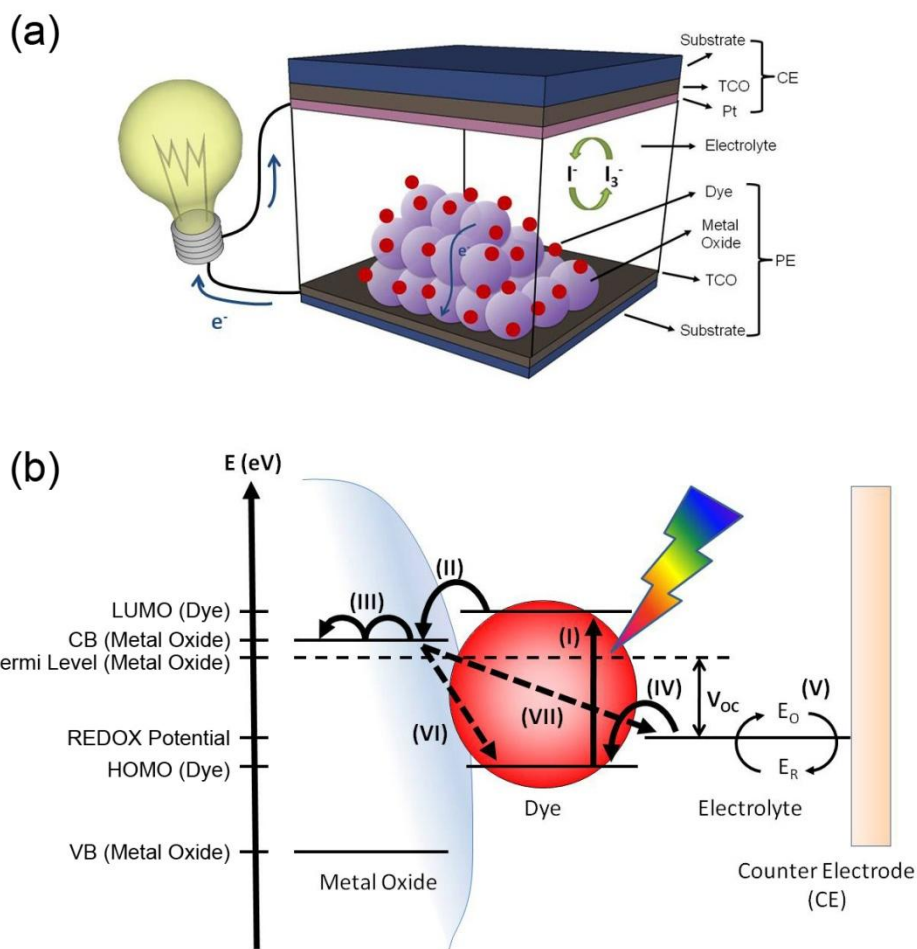 (a)
Substrate
TCO
Pt
CE
Electrolyte
I⁻ I₃⁻
Dye
Metal
Oxide
e⁻
PE
TCO
Substrate
e⁻
(b)
E (eV)
(II)
LUMO (Dye)
(III)
(I)
CB (Metal Oxide)
ermi Level (Metal Oxide)
(IV)
V_OC
(V)
E_O
(VI)
(VII)
REDOX Potential
HOMO (Dye)
E_R
Dye
Electrolyte
VB (Metal Oxide)
Metal Oxide
Counter Electrode
(CE)